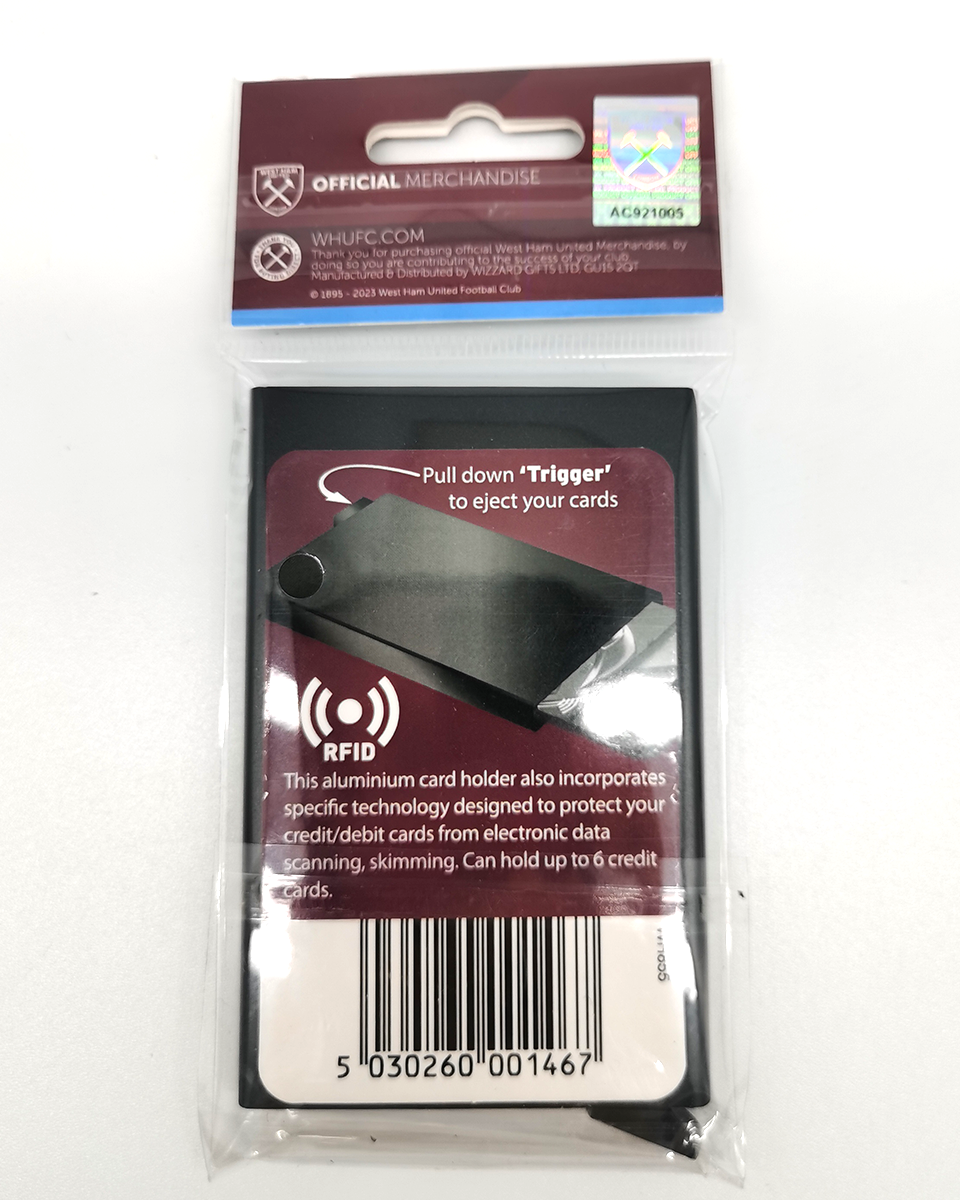 WEST HAM
OFFICIAL MERCHANDISE
AC921005
WHUFC.COM
Thank you for purchasing official West Ham United Merchandise, by
doing so you are contributing to the success of your club.
Manufactured & Distributed by WIZZARD GIFTS LTD. GU15 2QT
© 1895 - 2023 West Ham United Football Club
Pull down 'Trigger'
to eject your cards
RFID
This aluminium card holder also incorporates
specific technology designed to protect your
credit/debit cards from electronic data
scanning, skimming. Can hold up to 6 credit
cards.
5 030260 001467